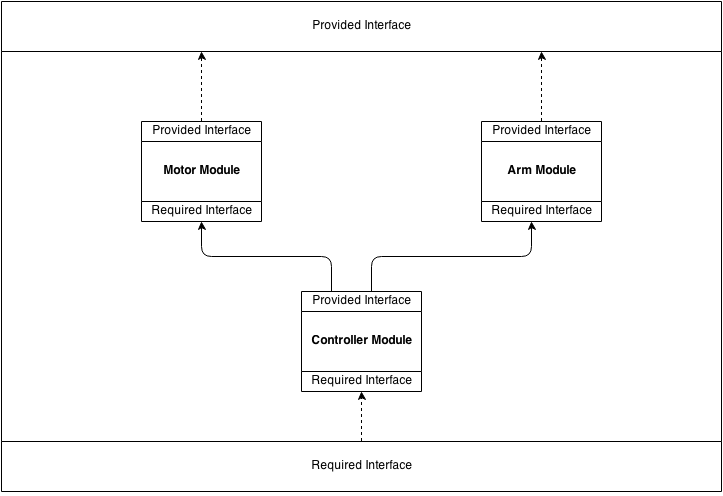 Provided Interface
Provided Interface
Provided Interface
Motor Module
Arm Module
Required Interface
Required Interface
Provided Interface
Controller Module
Required Interface
Required Interface